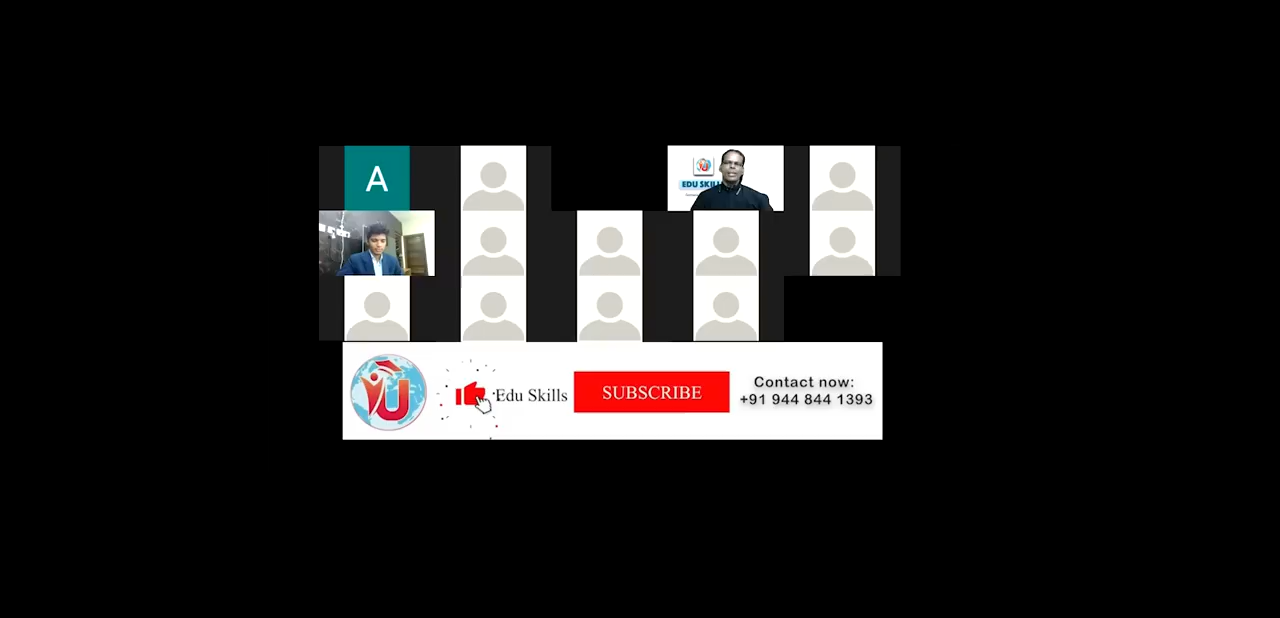 A
EDU SKILL
Edu Skills
SUBSCRIBE
Contact now:
+91 944 844 1393